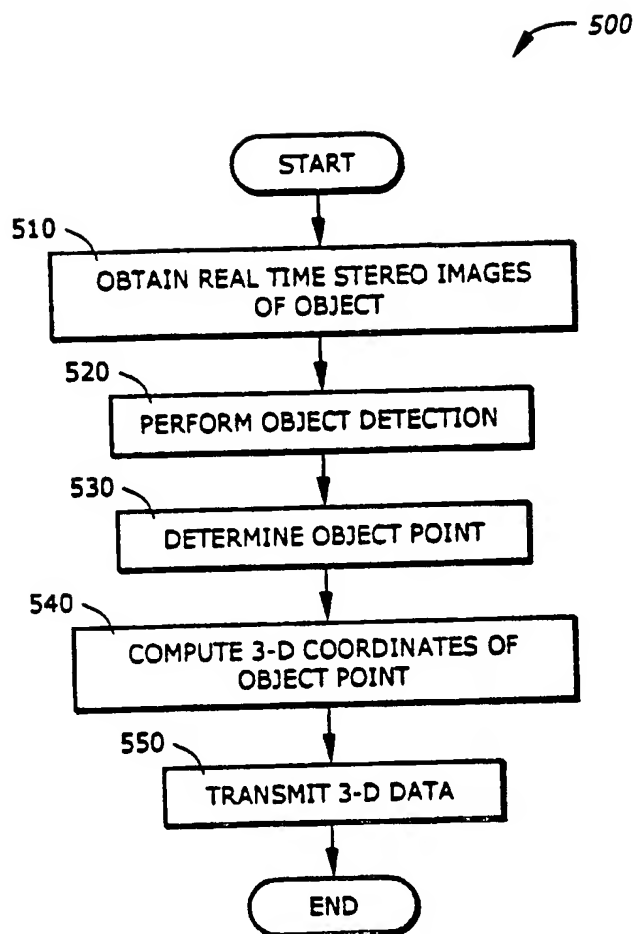 500
START
510
OBTAIN REAL TIME STEREO IMAGES
OF OBJECT
520
PERFORM OBJECT DETECTION
530
DETERMINE OBJECT POINT
540
COMPUTE 3-D COORDINATES OF
OBJECT POINT
550
TRANSMIT 3-D DATA
END